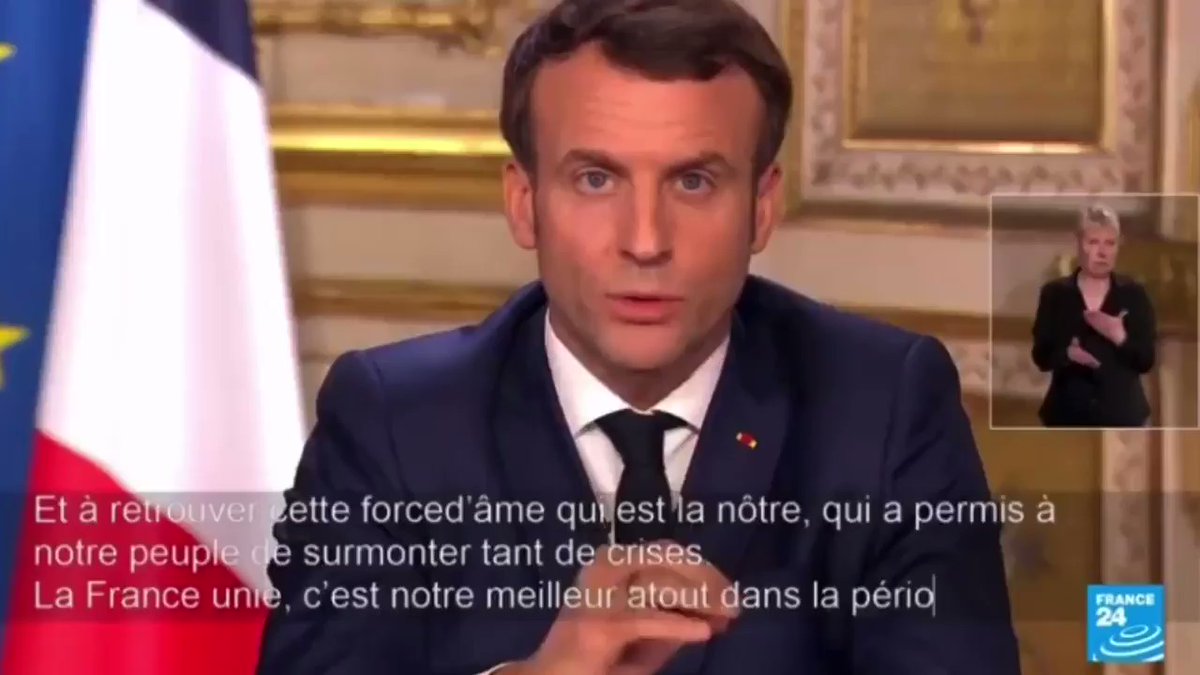 Et à retrouver cette forced’âme qui est la nôtre, qui a permis à
notre peuple de surmonter tant de crises.
La France unie, c’est notre meilleur atout dans la pério
FRANCE
24